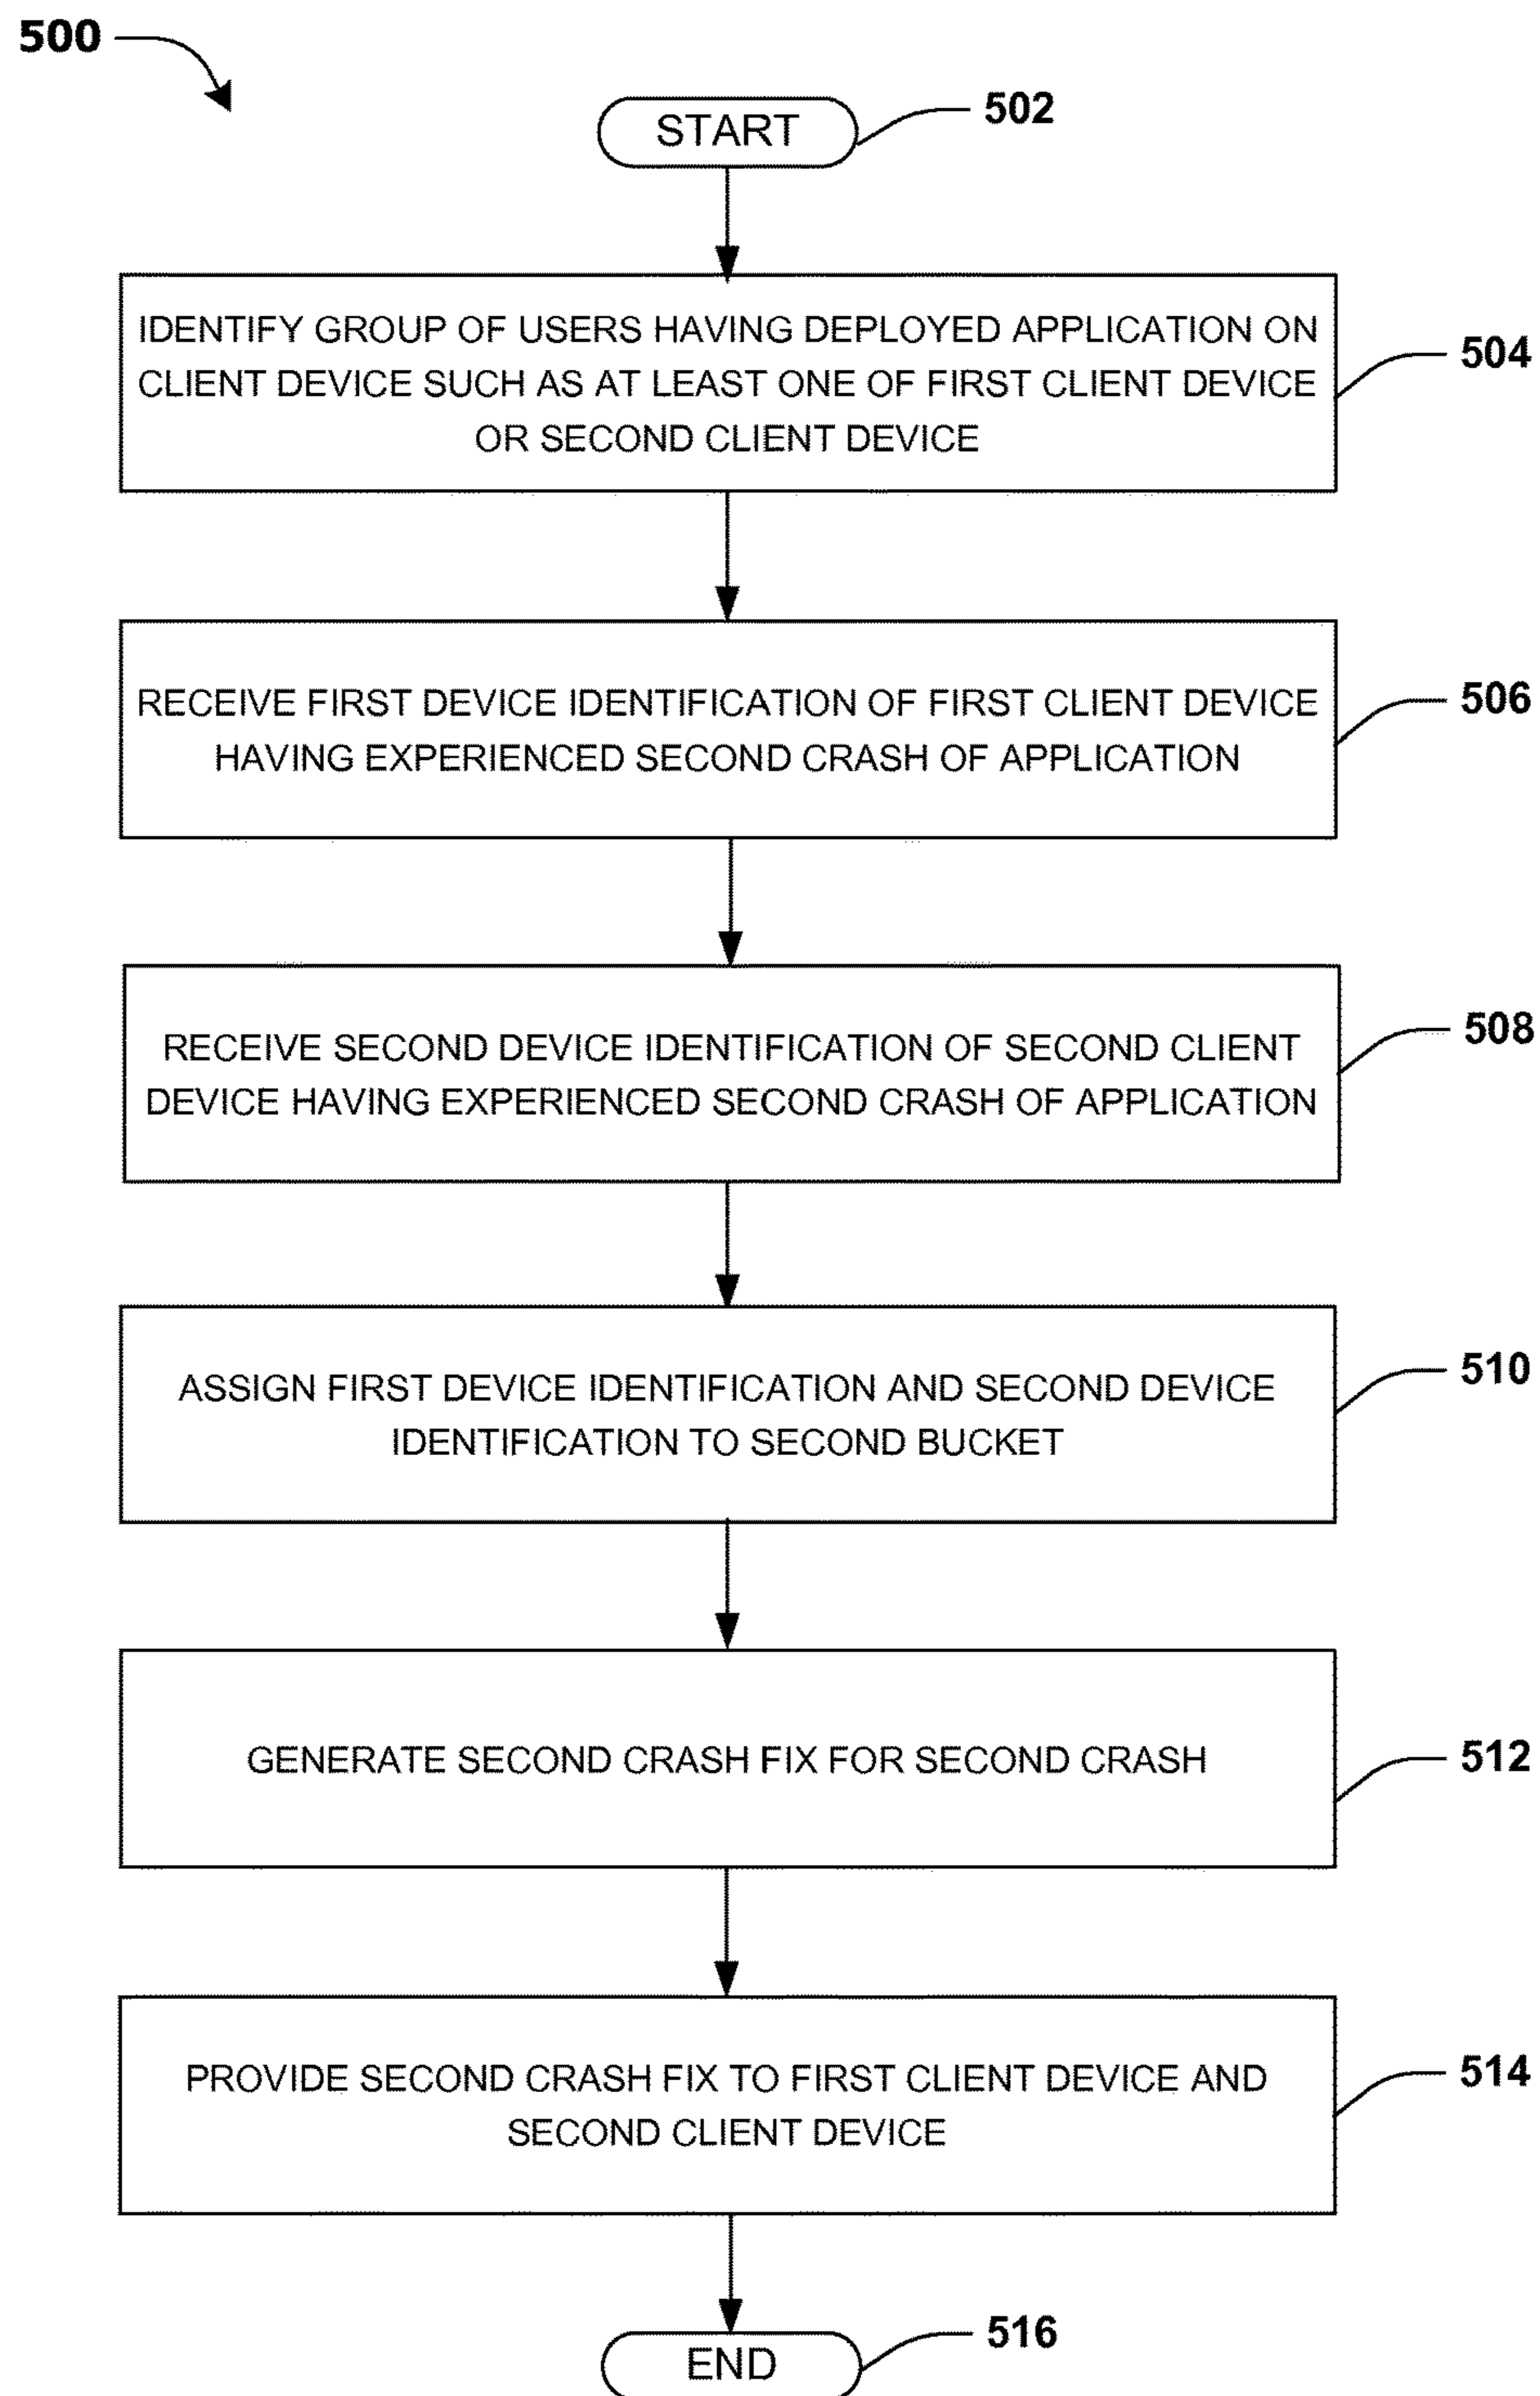 500
START
502
IDENTIFY GROUP OF USERS HAVING DEPLOYED APPLICATION ON
CLIENT DEVICE SUCH AS AT LEAST ONE OF FIRST CLIENT DEVICE
OR SECOND CLIENT DEVICE
504
RECEIVE FIRST DEVICE IDENTIFICATION OF FIRST CLIENT DEVICE
HAVING EXPERIENCED SECOND CRASH OF APPLICATION
506
RECEIVE SECOND DEVICE IDENTIFICATION OF SECOND CLIENT
DEVICE HAVING EXPERIENCED SECOND CRASH OF APPLICATION
508
ASSIGN FIRST DEVICE IDENTIFICATION AND SECOND DEVICE
IDENTIFICATION TO SECOND BUCKET
510
GENERATE SECOND CRASH FIX FOR SECOND CRASH
512
PROVIDE SECOND CRASH FIX TO FIRST CLIENT DEVICE AND
SECOND CLIENT DEVICE
514
END
516